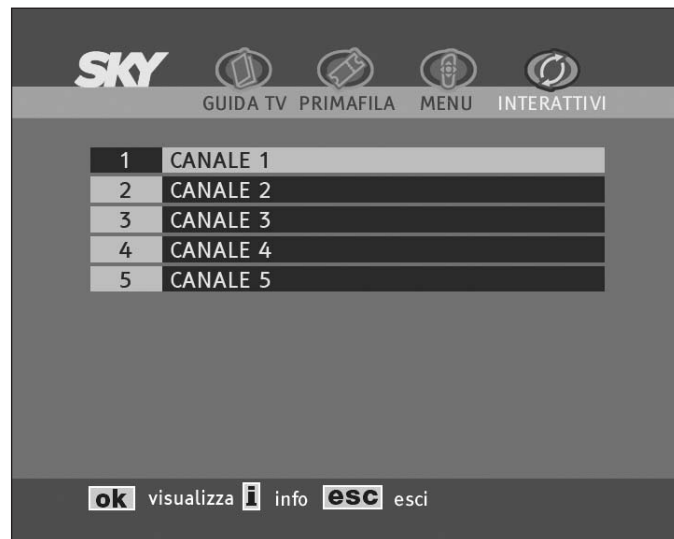 SKY
GUIDA TV PRIMAFILA MENU INTERATTIVI
1 CANALE 1
2 CANALE 2
3 CANALE 3
4 CANALE 4
5 CANALE 5
ok visualizza i info esc esci